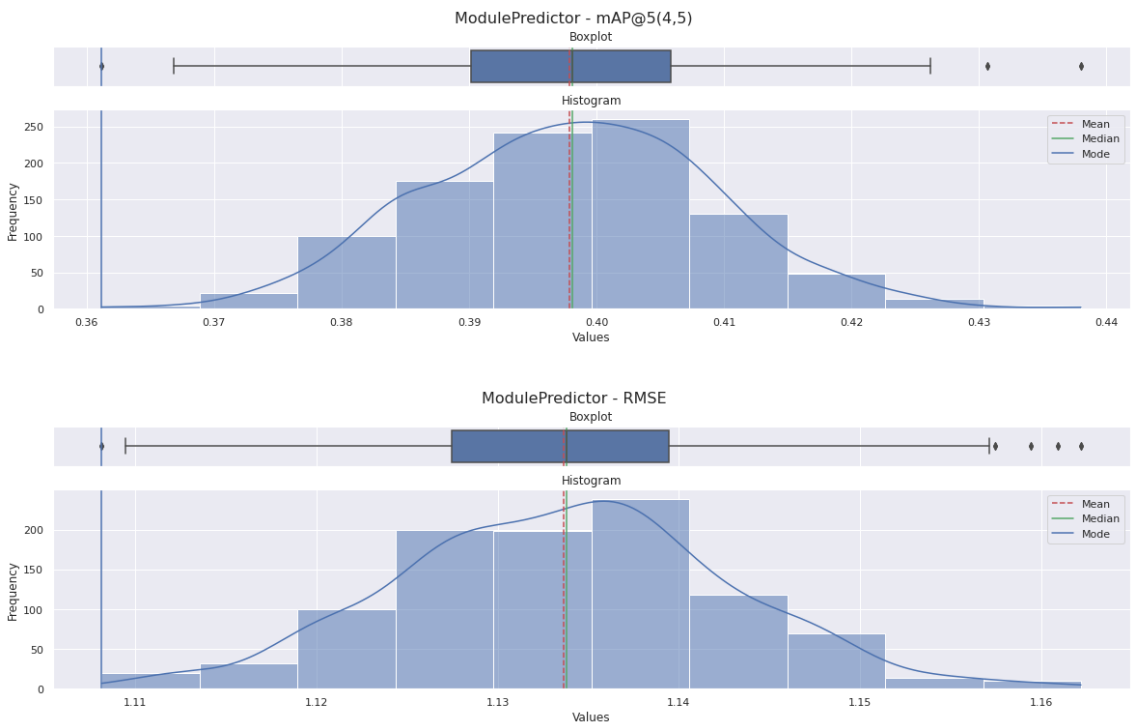 ModulePredictor - mAP@5(4,5)
Boxplot
Histogram
250
200
150
100
50
0
Frequency
Mean
Median
Mode
0.36 0.37 0.38 0.39 0.40 0.41 0.42 0.43 0.44
Values
ModulePredictor - RMSE
Boxplot
Histogram
200
150
100
50
0
Frequency
Mean
Median
Mode
1.11 1.12 1.13 1.14 1.15 1.16
Values